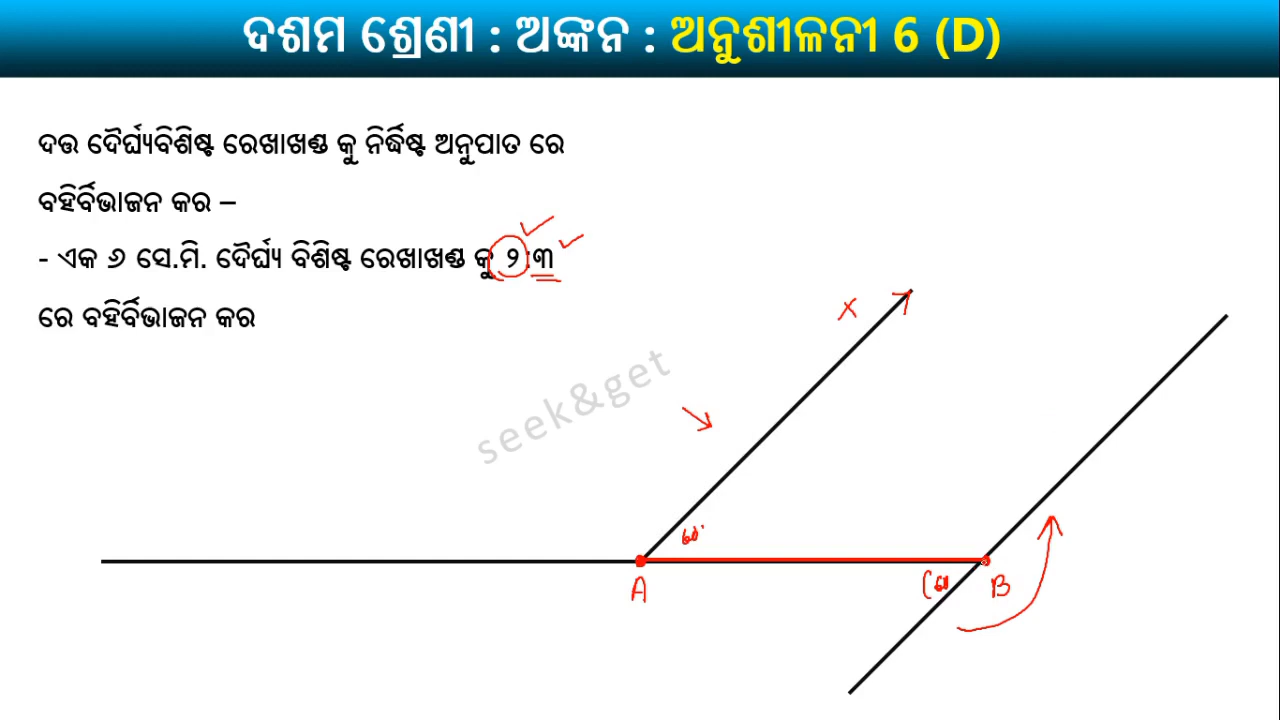 ଦଶମ ଶ୍ରେଣୀ : ଅଙ୍କନ : ଅନୁଶୀଳନୀ 6 (D)
ଦତ୍ତ ଦୈର୍ଘ୍ୟବିଶିଷ୍ଟ ରେଖାଖଣ୍ଡ କୁ ନିର୍ଦ୍ଧିଷ୍ଟ ଅନୁପାତ ରେ
ବହିର୍ବିଭାଜନ କର –
- ଏକ ୬ ସେ.ମି. ଦୈର୍ଘ୍ୟ ବିଶିଷ୍ଟ ରେଖାଖଣ୍ଡ କୁ ୨:୩
ରେ ବହିର୍ବିଭାଜନ କର
X
seek&get
60°
A
B